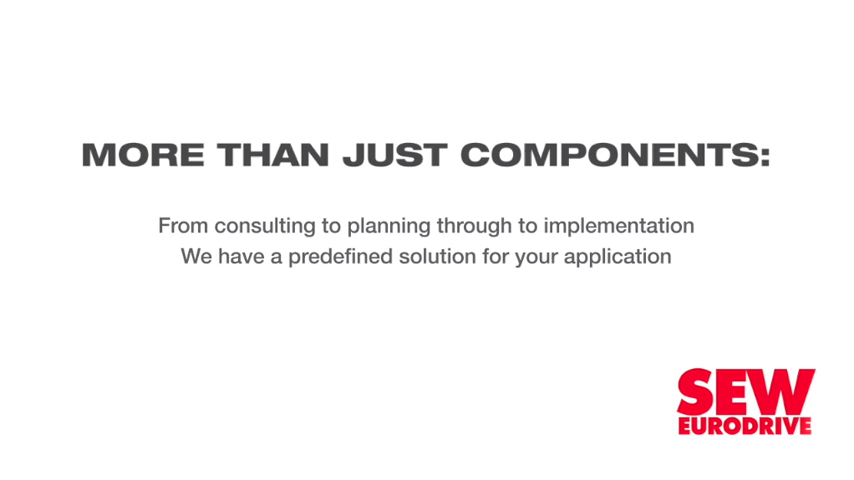 MORE THAN JUST COMPONENTS:
From consulting to planning through to implementation
We have a predefined solution for your application
SEW
EURODRIVE